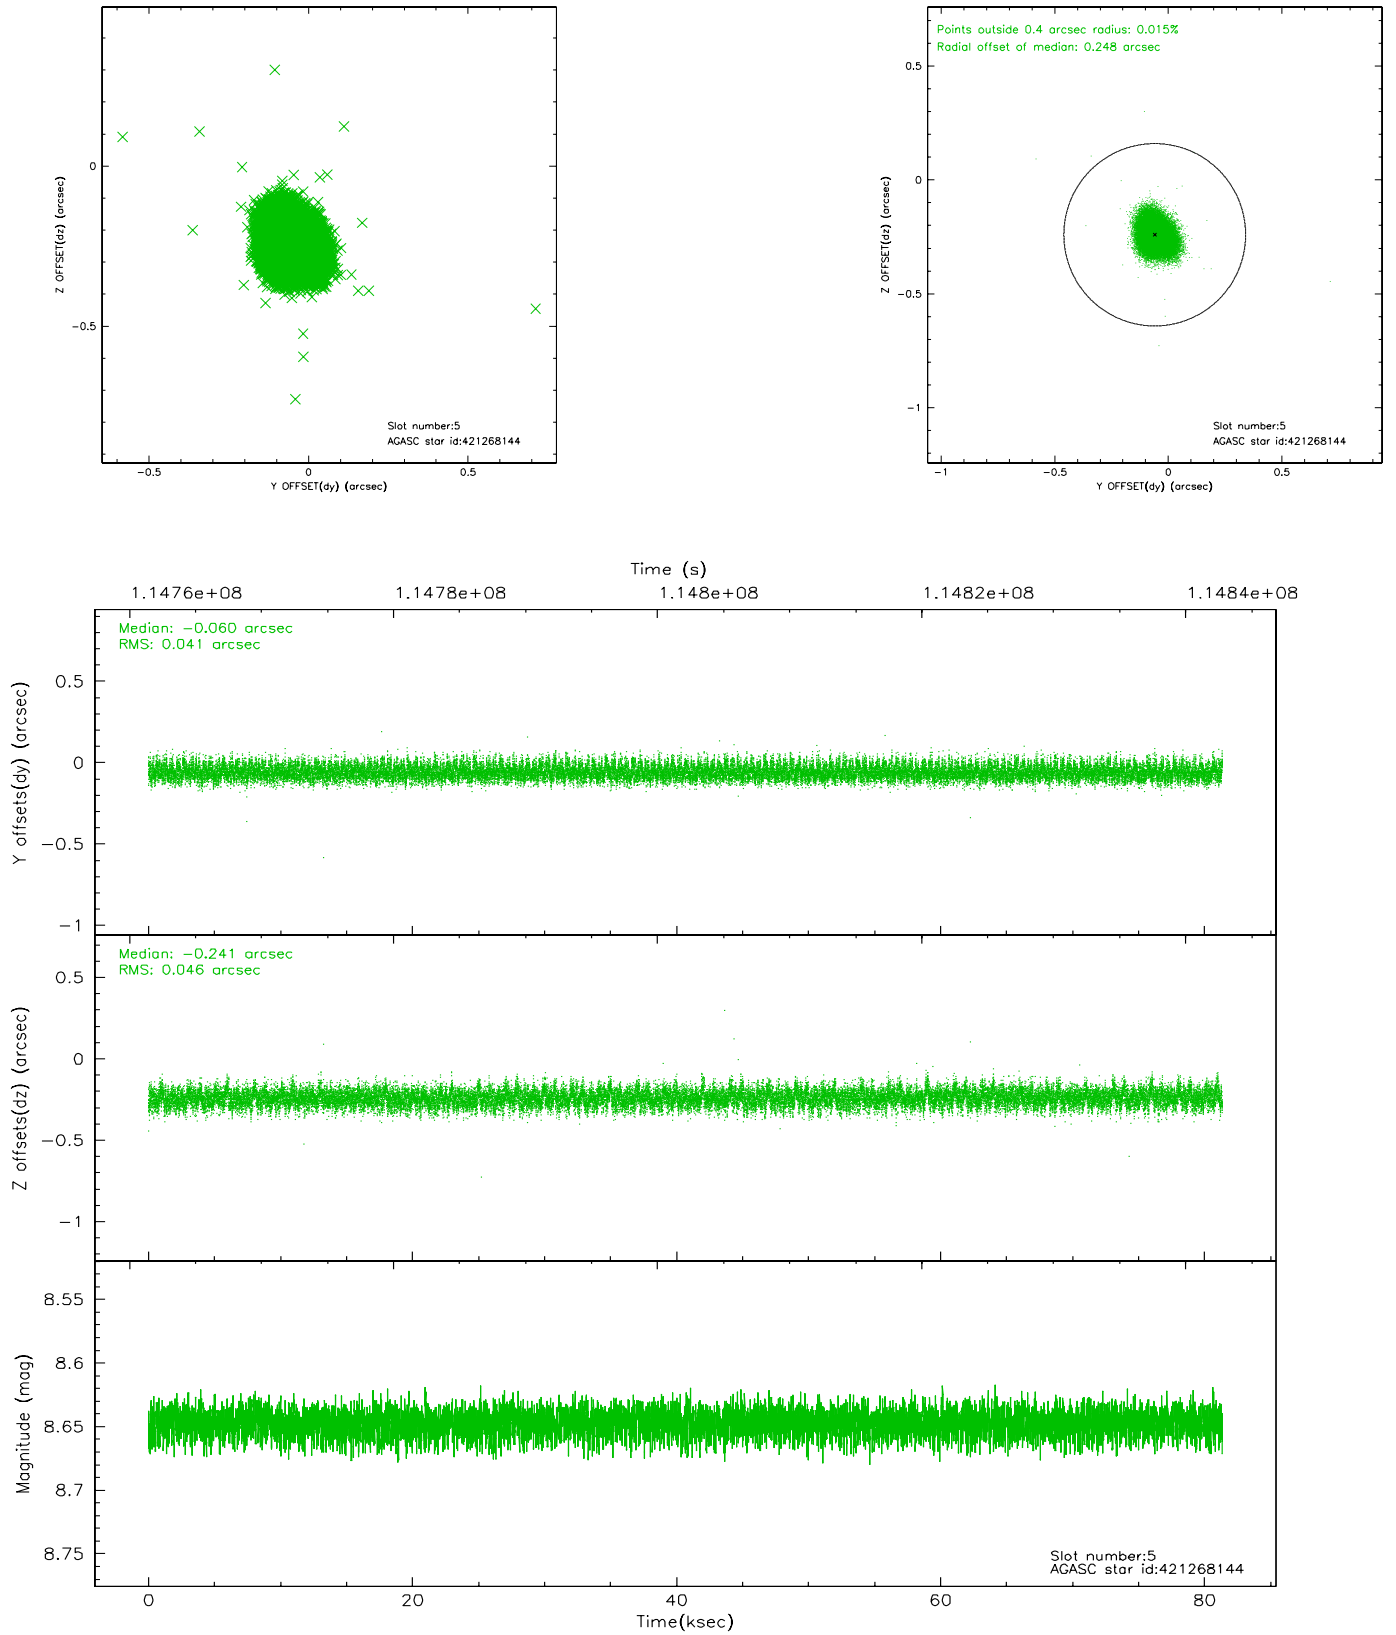 0
-0.5
-0.5
0
0.5
Z OFFSET(dz) (arcsec)
Y OFFSET(dy) (arcsec)
Slot number:5
AGASC star id:421268144
Points outside 0.4 arcsec radius: 0.015%
Radial offset of median: 0.248 arcsec
0.5
0
-0.5
-1
-1
-0.5
0
0.5
Z OFFSET(dz) (arcsec)
Y OFFSET(dy) (arcsec)
Slot number:5
AGASC star id:421268144
Time (s)
1.1476e+08
1.1478e+08
1.148e+08
1.1482e+08
1.1484e+08
Median: -0.060 arcsec
RMS: 0.041 arcsec
0.5
0
-0.5
-1
Y offsets(dy) (arcsec)
Median: -0.241 arcsec
RMS: 0.046 arcsec
0.5
0
-0.5
-1
Z offsets(dz) (arcsec)
8.55
8.6
8.65
8.7
8.75
Magnitude (mag)
Slot number:5
AGASC star id:421268144
0
20
40
60
80
Time(ksec)